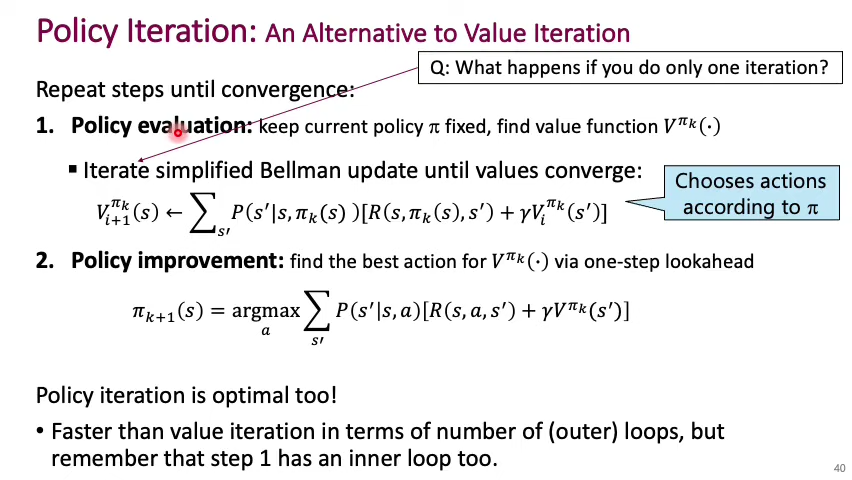 Policy Iteration: An Alternative to Value Iteration
Q: What happens if you do only one iteration?
Repeat steps until convergence:
1. Policy evaluation: keep current policy π fixed, find value function V^{π_k}(·)
▪ Iterate simplified Bellman update until values converge:
V_{i+1}^{π_k}(s) ← ∑_{s′} P(s′|s, π_k(s) )[R(s, π_k(s), s′) + γV_i^{π_k}(s′)]
Chooses actions
according to π
2. Policy improvement: find the best action for V^{π_k}(·) via one-step lookahead
π_{k+1}(s) = argmax_a ∑_{s′} P(s′|s, a)[R(s, a, s′) + γV^{π_k}(s′)]
Policy iteration is optimal too!
• Faster than value iteration in terms of number of (outer) loops, but
remember that step 1 has an inner loop too.
40